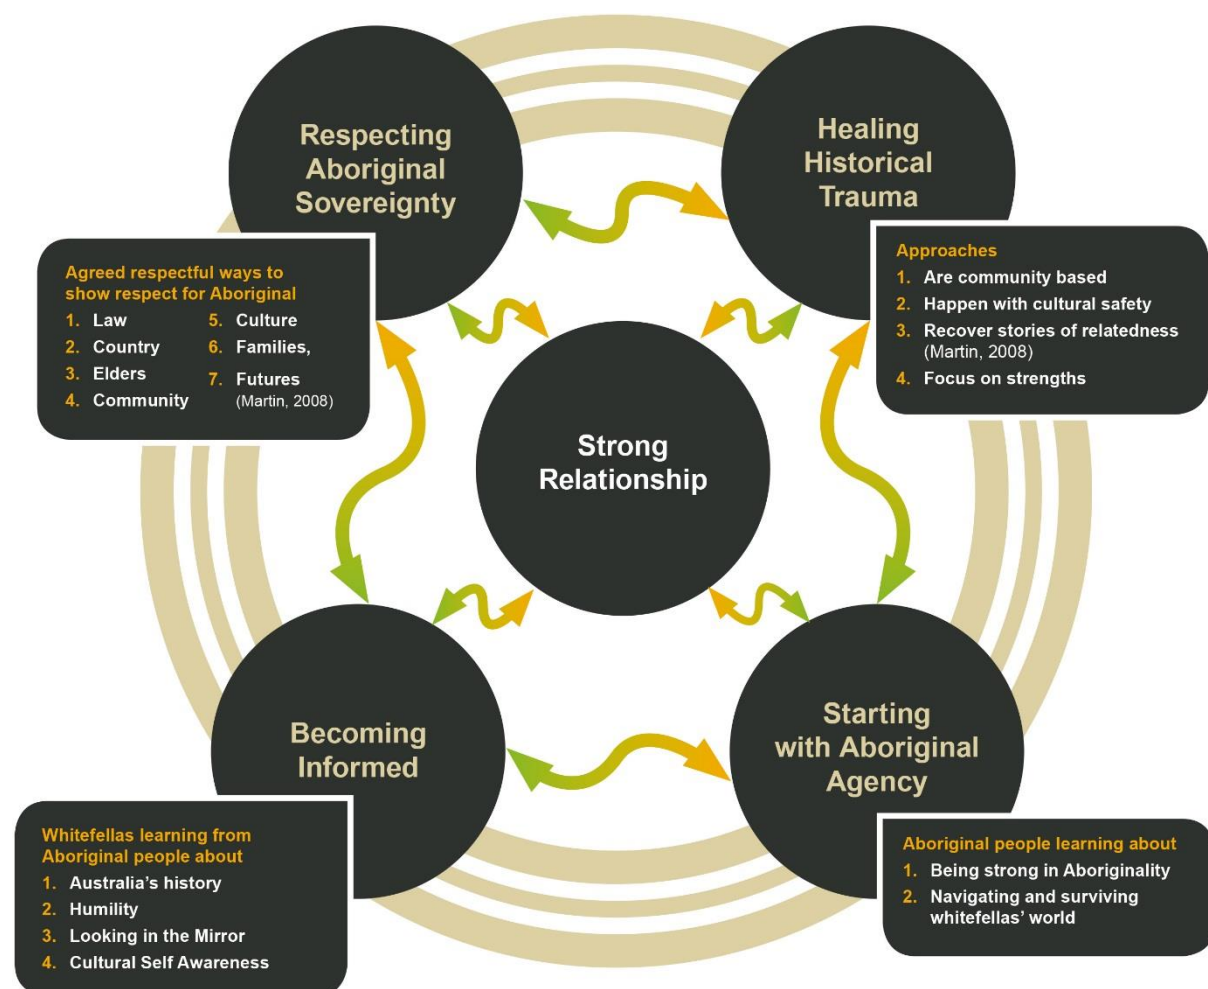 Respecting
Aboriginal
Sovereignty
Agreed respectful ways to
show respect for Aboriginal
1. Law
2. Country
3. Elders
4. Community
5. Culture
6. Families,
7. Futures
(Martin, 2008)
Healing
Historical
Trauma
Approaches
1. Are community based
2. Happen with cultural safety
3. Recover stories of relatedness
(Martin, 2008)
4. Focus on strengths
Strong
Relationship
Becoming
Informed
Whitefellas learning from
Aboriginal people about
1. Australia’s history
2. Humility
3. Looking in the Mirror
4. Cultural Self Awareness
Starting
with Aboriginal
Agency
Aboriginal people learning about
1. Being strong in Aboriginality
2. Navigating and surviving
whitefellas’ world